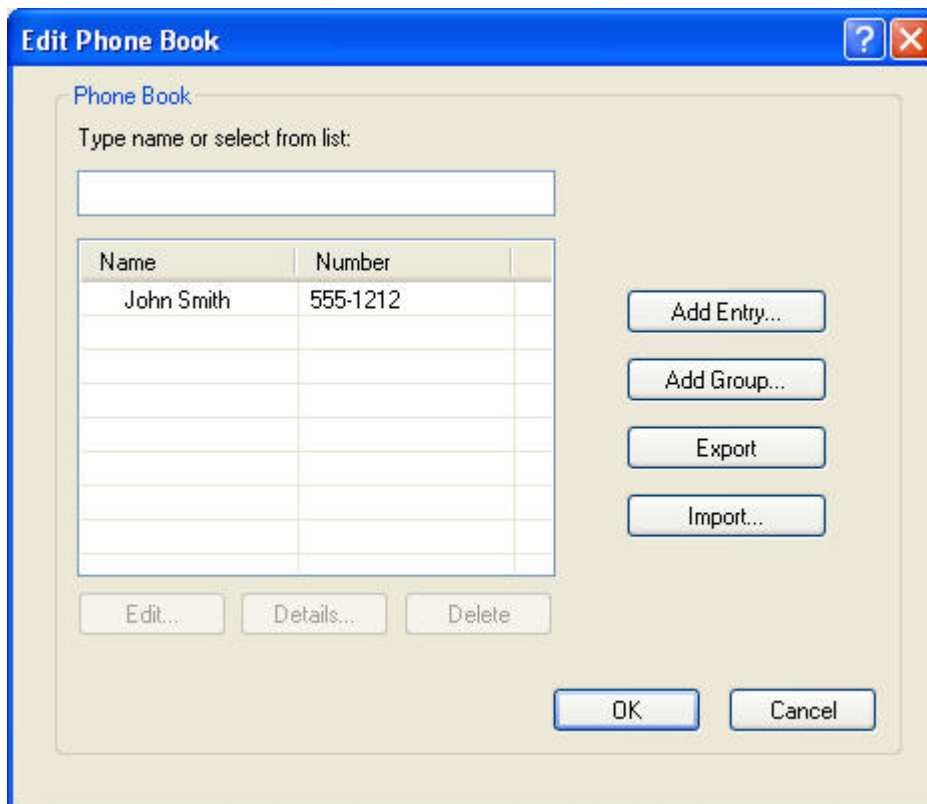 Edit Phone Book
?
Phone Book
Type name or select from list:
Name Number
John Smith 555-1212
Add Entry...
Add Group...
Export
Import...
Edit... Details... Delete
OK Cancel